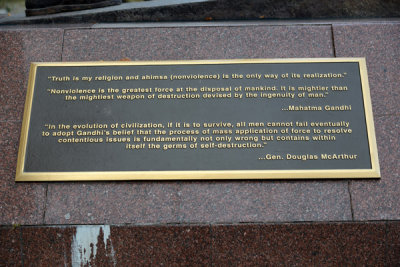 "Truth is my religion and ahimsa (nonviolence) is the only way of its realization."
"Nonviolence is the greatest force at the disposal of mankind. It is mightier than
the mightiest weapon of destruction devised by the ingenuity of man."
...Mahatma Gandhi
"In the evolution of civilization, if it is to survive, all men cannot fail eventually
to adopt Gandhi's belief that the process of mass application of force to resolve
contentious issues is fundamentally not only wrong but contains within
itself the germs of self-destruction."
...Gen. Douglas McArthur